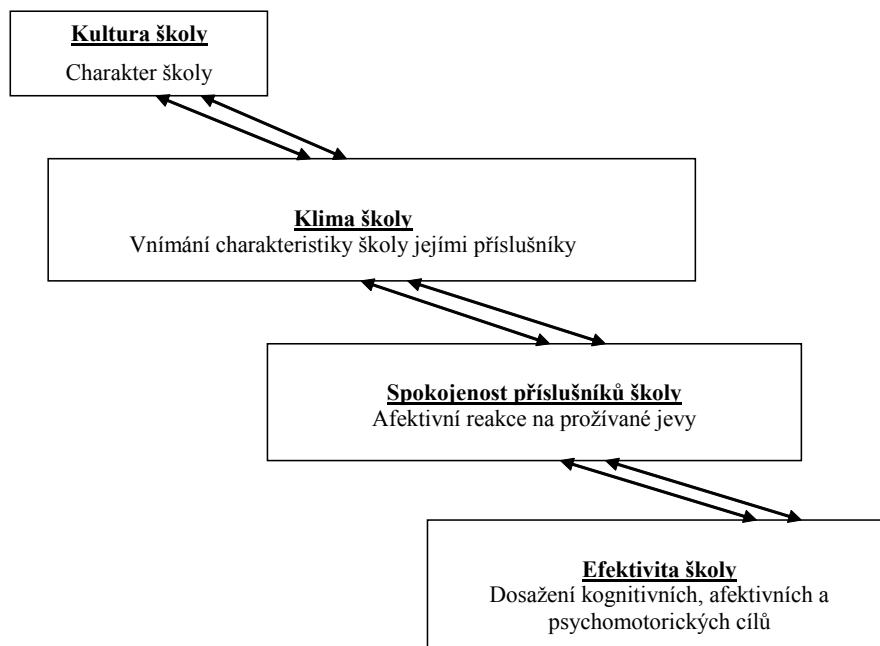 Kultura školy
Charakter školy
Klima školy
Vnímání charakteristiky školy jejími příslušníky
Spokojenost příslušníků školy
Afektivní reakce na prožívané jevy
Efektivita školy
Dosažení kognitivních, afektivních a
psychomotorických cílů